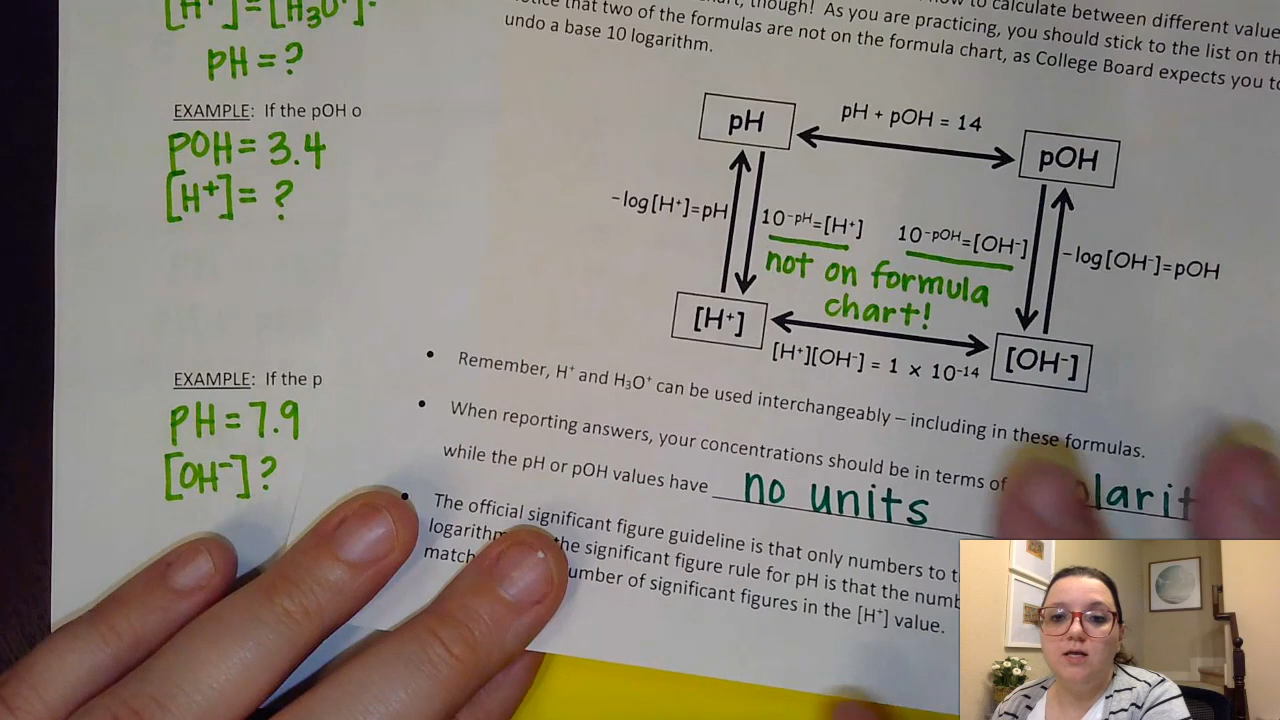 [H+]=[H3O+].
pH = ?
EXAMPLE: If the pOH o
pOH = 3.4
[H+] = ?
EXAMPLE: If the p
pH = 7.9
[OH-] ?
to calculate between different value
, though! As you are practicing, you should stick to the list on th
that two of the formulas are not on the formula chart, as College Board expects you to
undo a base 10 logarithm.
pH
pH + pOH = 14
pOH
-log[H+]=pH
10-pH=[H+]
10-pOH=[OH-]
-log[OH-]=pOH
not on formula
chart!
[H+]
[H+][OH-] = 1 x 10-14
[OH-]
• Remember, H+ and H3O+ can be used interchangeably – including in these formulas.
• When reporting answers, your concentrations should be in terms of larit
while the pH or pOH values have no units
• The official significant figure guideline is that only numbers to t
logarithm the significant figure rule for pH is that the numb
match umber of significant figures in the [H+] value.